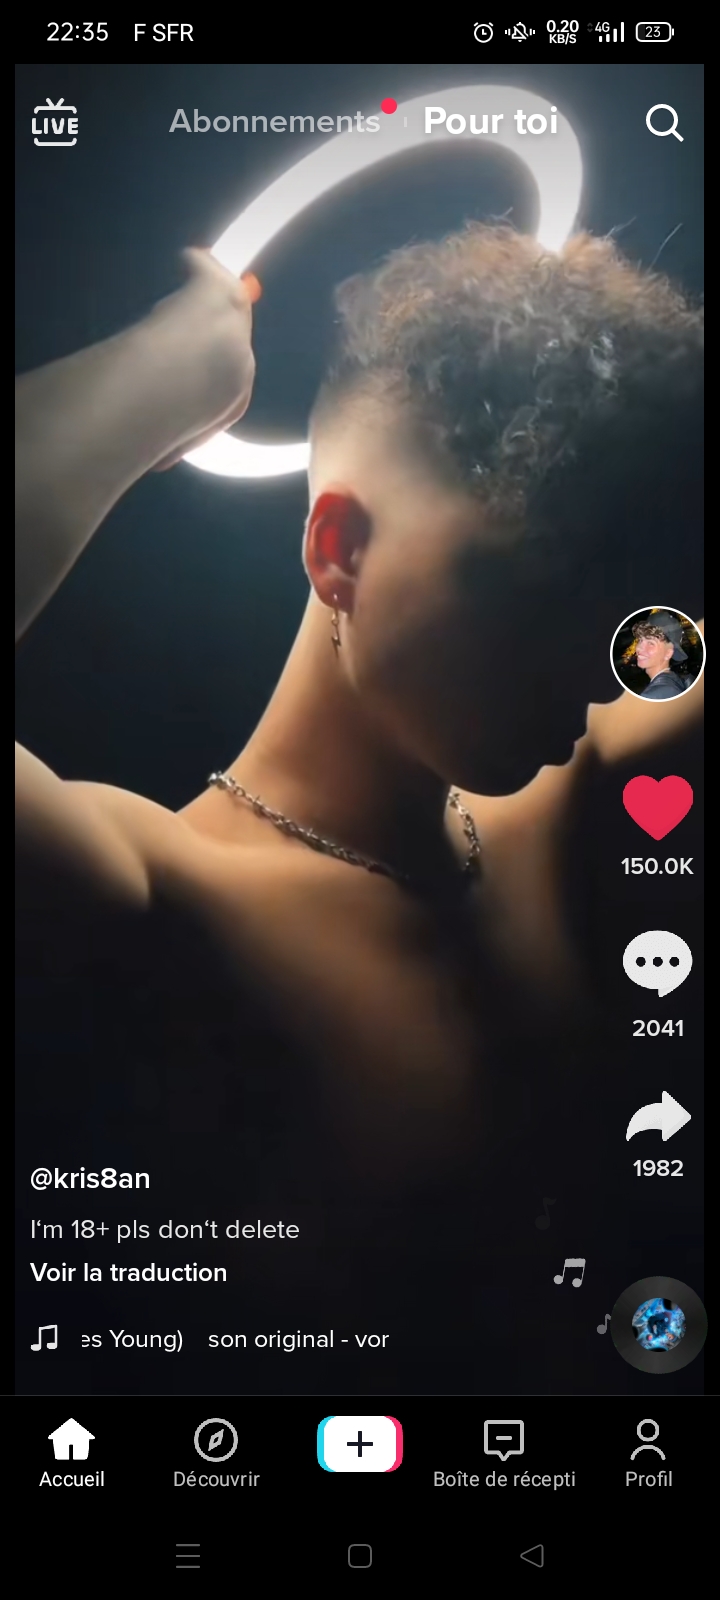 22:35 F SFR 0.20 KB/S 4G 23
LIVE Abonnements Pour toi
150.0K
2041
1982
@kris8an
I‘m 18+ pls don‘t delete
Voir la traduction
es Young) son original - vor
Accueil Découvrir Boîte de récepti Profil